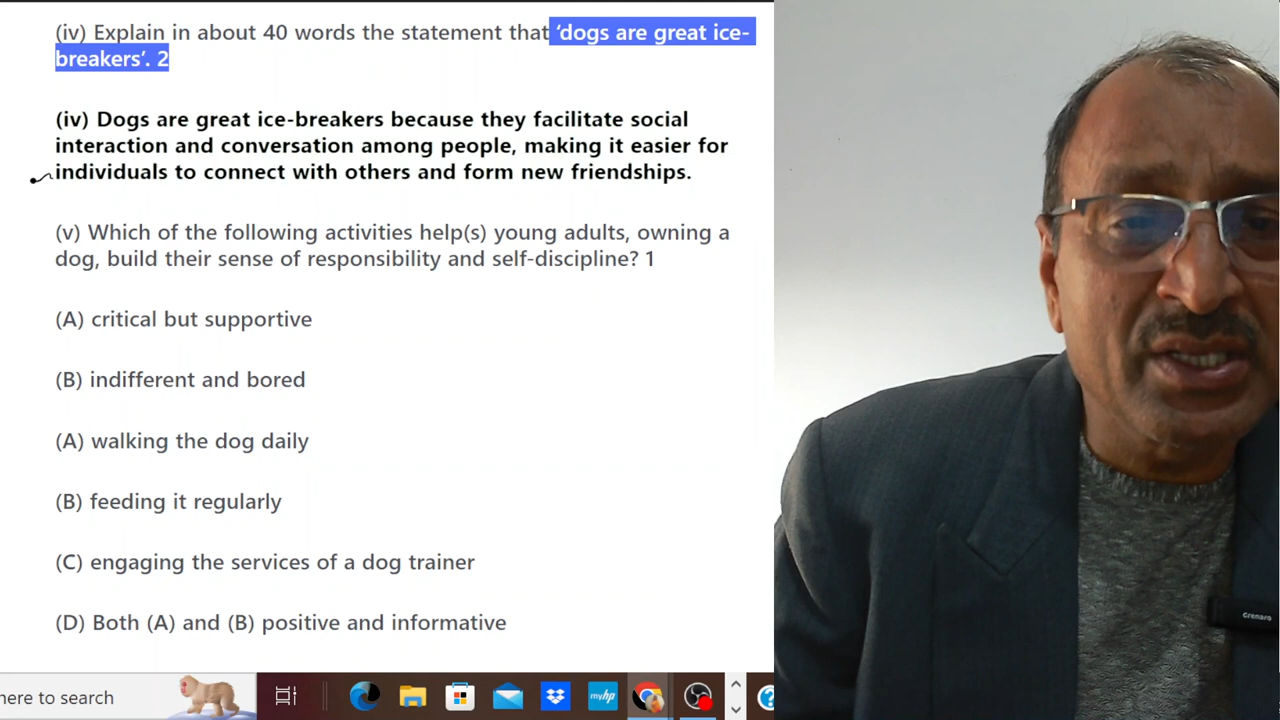 (iv) Explain in about 40 words the statement that ‘dogs are great ice-
breakers’. 2
(iv) Dogs are great ice-breakers because they facilitate social
interaction and conversation among people, making it easier for
individuals to connect with others and form new friendships.
(v) Which of the following activities help(s) young adults, owning a
dog, build their sense of responsibility and self-discipline? 1
(A) critical but supportive
(B) indifferent and bored
(A) walking the dog daily
(B) feeding it regularly
(C) engaging the services of a dog trainer
(D) Both (A) and (B) positive and informative
here to search
myhp
Grenaro